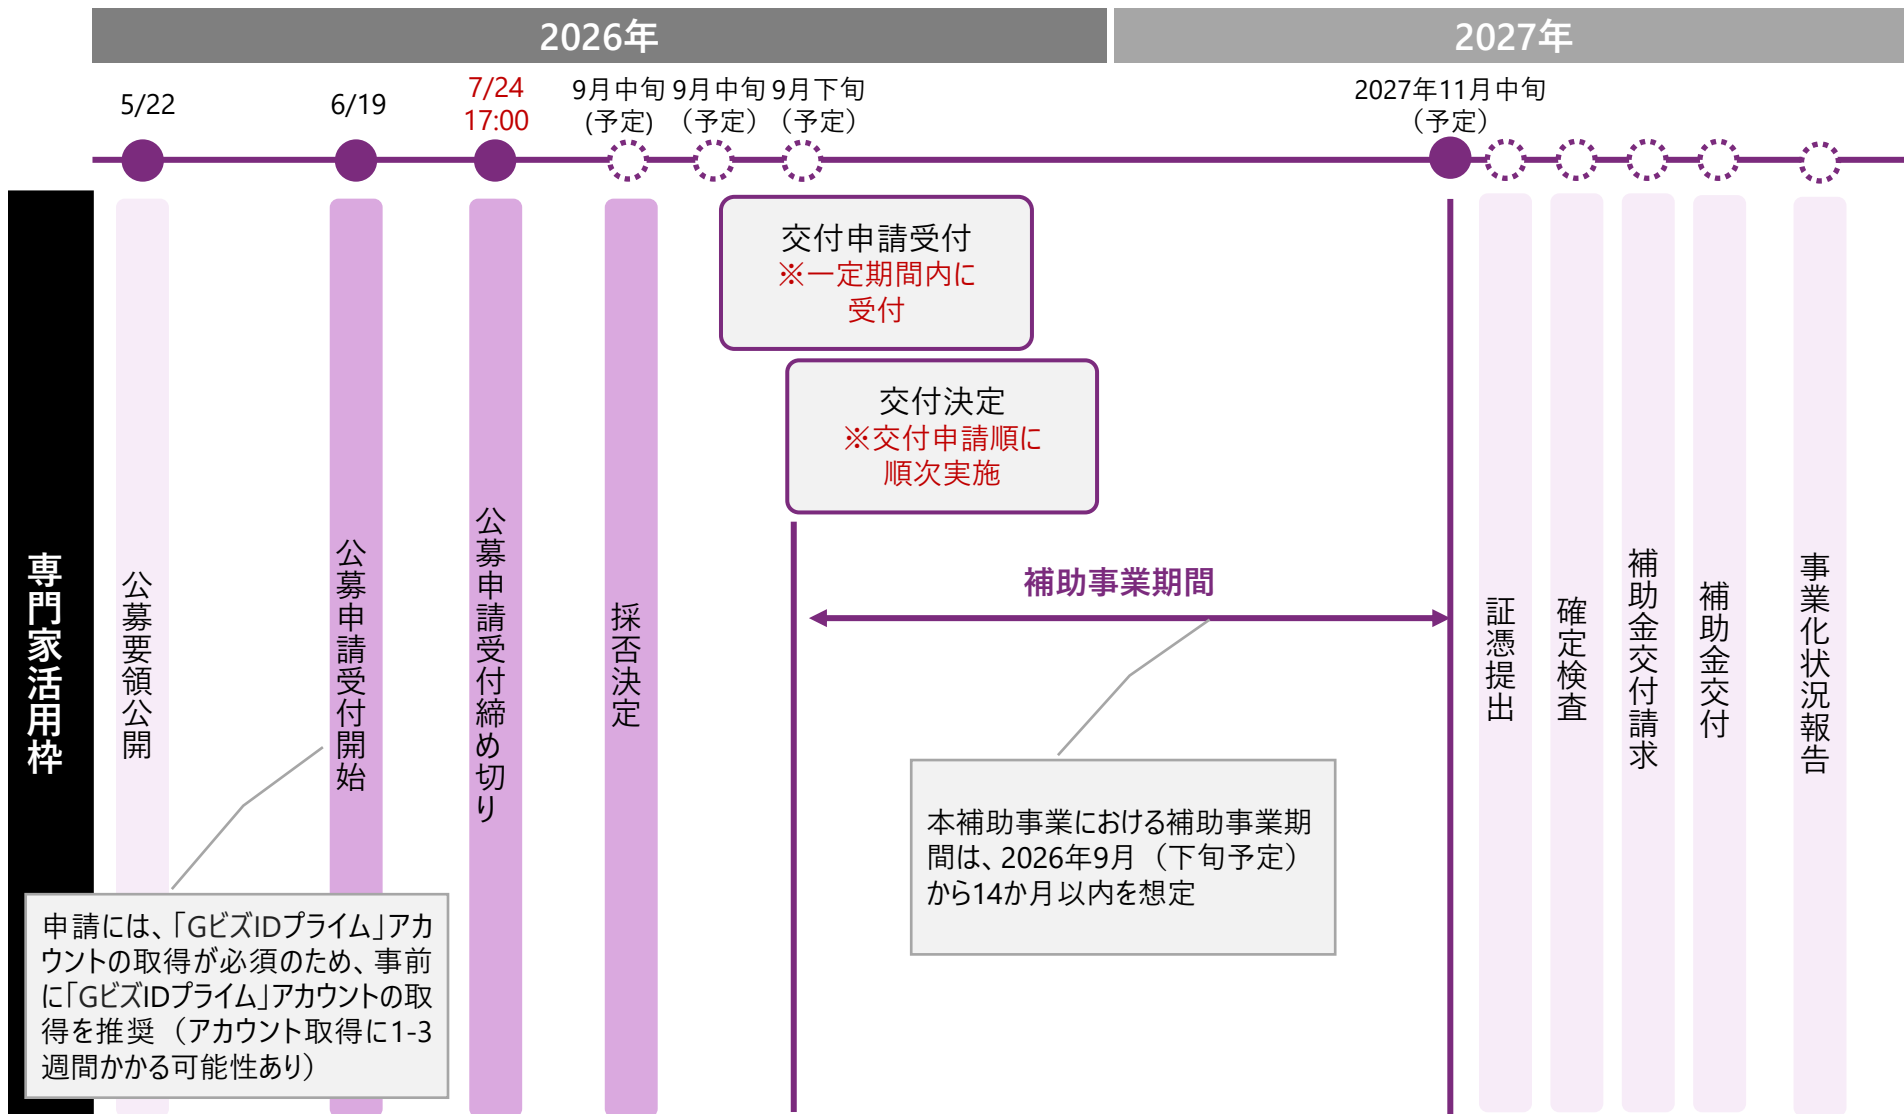 2026年
2027年
5/22
6/19
7/24
17:00
9月中旬
(予定)
9月中旬
（予定）
9月下旬
（予定）
2027年11月中旬
（予定）
専門家活用枠
公募要領公開
公募申請受付開始
公募申請受付締め切り
採否決定
交付申請受付
※一定期間内に
受付
交付決定
※交付申請順に
順次実施
補助事業期間
証憑提出
確定検査
補助金交付請求
補助金交付
事業化状況報告
本補助事業における補助事業期
間は、2026年9月（下旬予定）
から14か月以内を想定
申請には、「GビズIDプライム」アカ
ウントの取得が必須のため、事前
に「GビズIDプライム」アカウントの取
得を推奨（アカウント取得に1-3
週間かかる可能性あり）